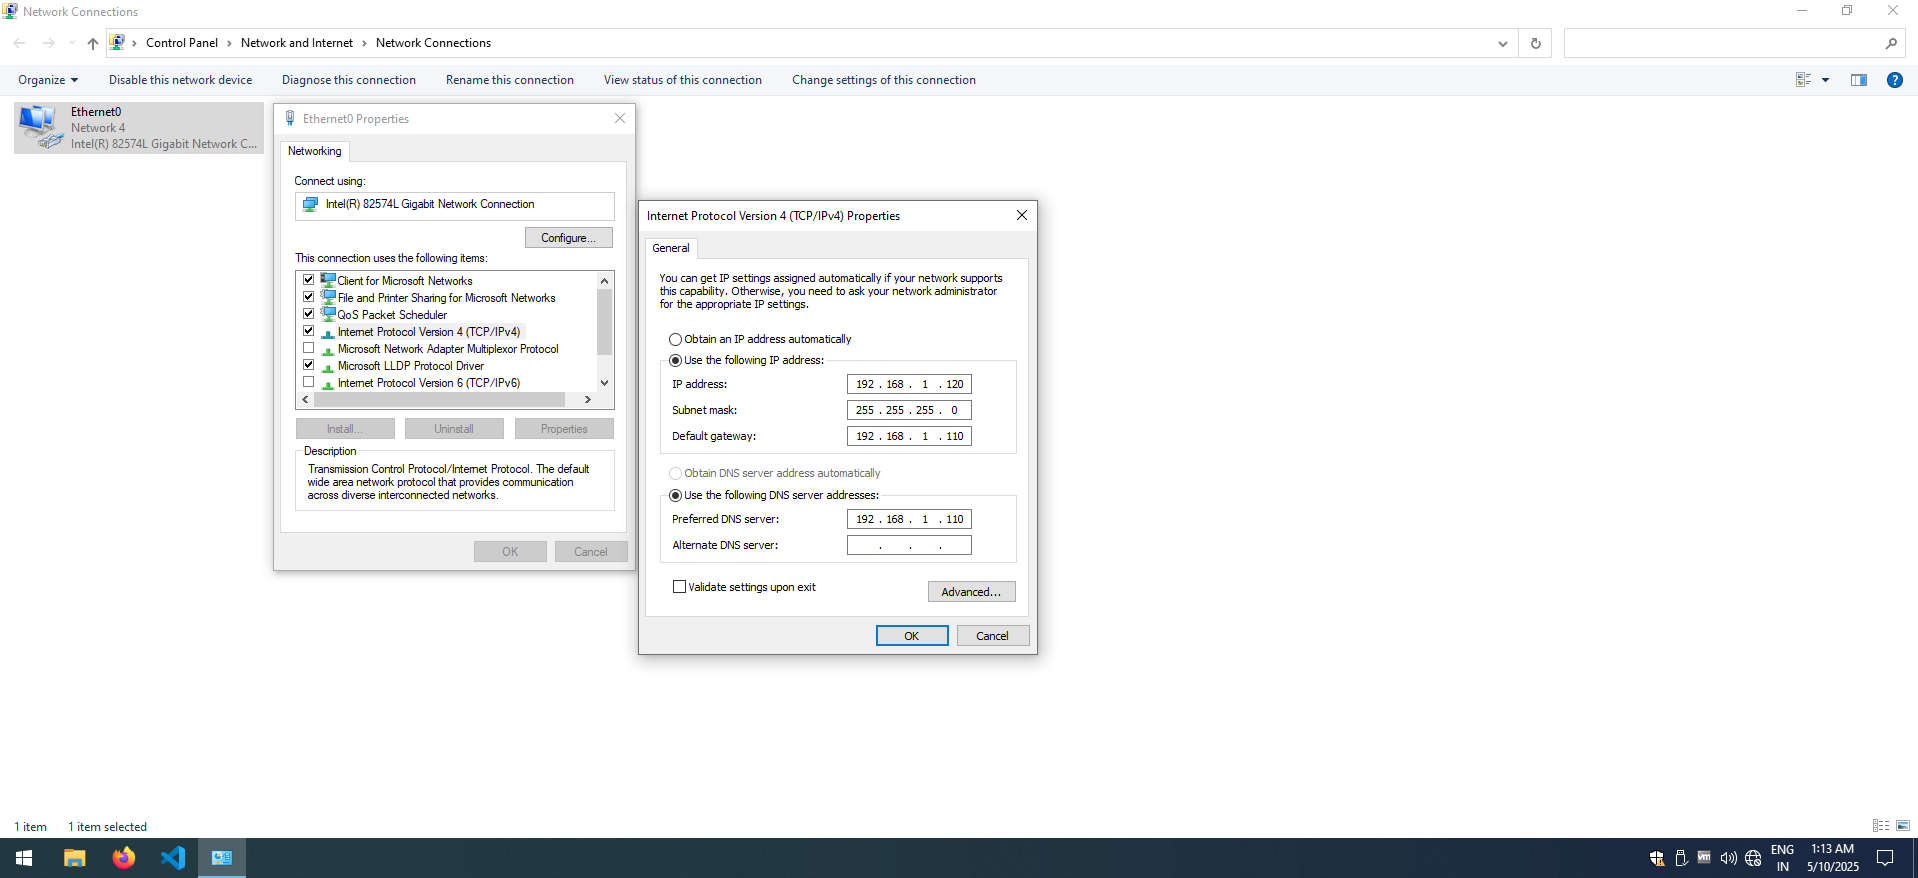 Network Connections
Control Panel > Network and Internet > Network Connections
Organize Disable this network device Diagnose this connection Rename this connection View status of this connection Change settings of this connection
Ethernet0
Network 4
Intel(R) 82574L Gigabit Network C...
Ethernet0 Properties
Networking
Connect using:
Intel(R) 82574L Gigabit Network Connection
Configure...
This connection uses the following items:
Client for Microsoft Networks
File and Printer Sharing for Microsoft Networks
QoS Packet Scheduler
Internet Protocol Version 4 (TCP/IPv4)
Microsoft Network Adapter Multiplexor Protocol
Microsoft LLDP Protocol Driver
Internet Protocol Version 6 (TCP/IPv6)
Install... Uninstall Properties
Description
Transmission Control Protocol/Internet Protocol. The default
wide area network protocol that provides communication
across diverse interconnected networks.
OK Cancel
Internet Protocol Version 4 (TCP/IPv4) Properties
General
You can get IP settings assigned automatically if your network supports
this capability. Otherwise, you need to ask your network administrator
for the appropriate IP settings.
Obtain an IP address automatically
Use the following IP address:
IP address: 192 . 168 . 1 . 120
Subnet mask: 255 . 255 . 255 . 0
Default gateway: 192 . 168 . 1 . 110
Obtain DNS server address automatically
Use the following DNS server addresses:
Preferred DNS server: 192 . 168 . 1 . 110
Alternate DNS server: . . .
Validate settings upon exit
Advanced...
OK Cancel
1 item 1 item selected
vm
ENG
IN
1:13 AM
5/10/2025